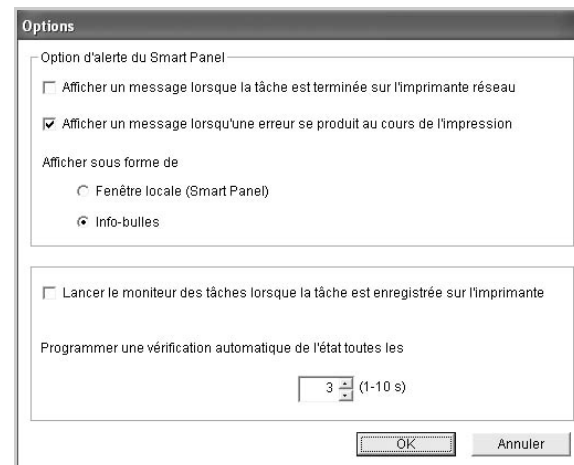 Options
Option d'alerte du Smart Panel
Afficher un message lorsque la tâche est terminée sur l'imprimante réseau
Afficher un message lorsqu'une erreur se produit au cours de l'impression
Afficher sous forme de
Fenêtre locale (Smart Panel)
Info-bulles
Lancer le moniteur des tâches lorsque la tâche est enregistrée sur l'imprimante
Programmer une vérification automatique de l'état toutes les
3 (1-10 s)
OK Annuler